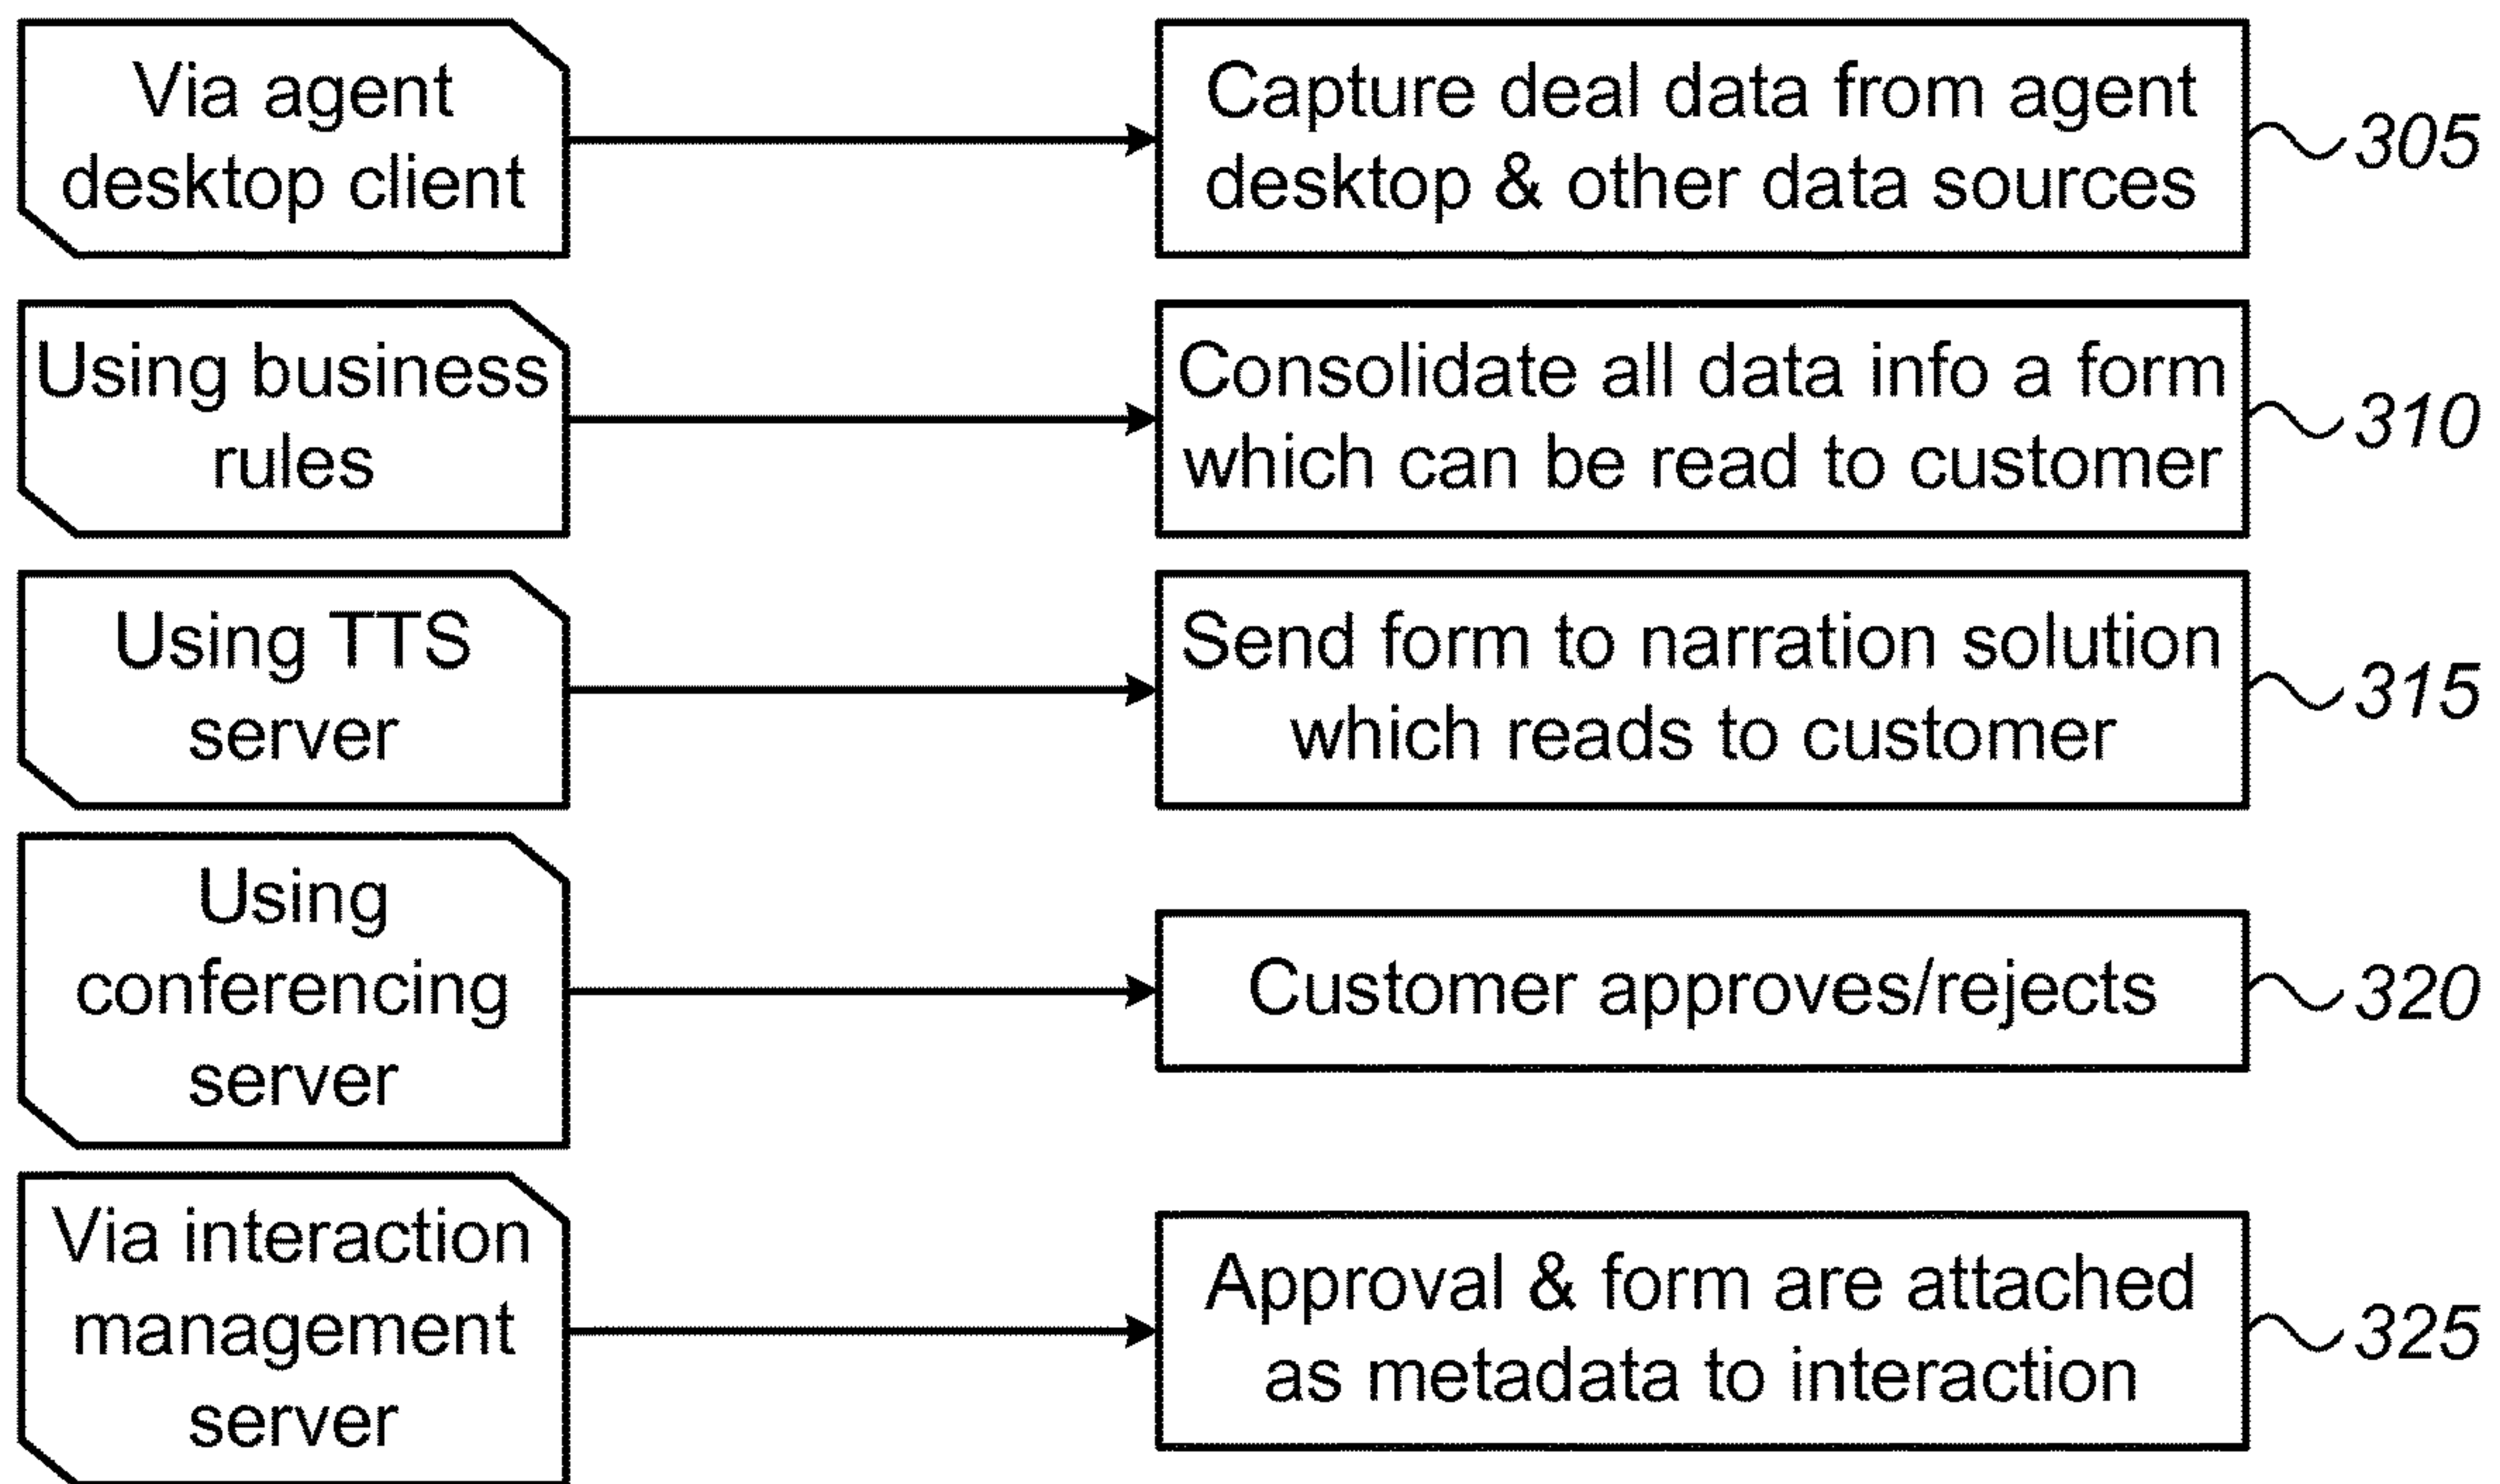 Via agent
desktop client
Capture deal data from agent
desktop & other data sources
305
Using business
rules
Consolidate all data info a form
which can be read to customer
310
Using TTS
server
Send form to narration solution
which reads to customer
315
Using
conferencing
server
Customer approves/rejects
320
Via interaction
management
server
Approval & form are attached
as metadata to interaction
325